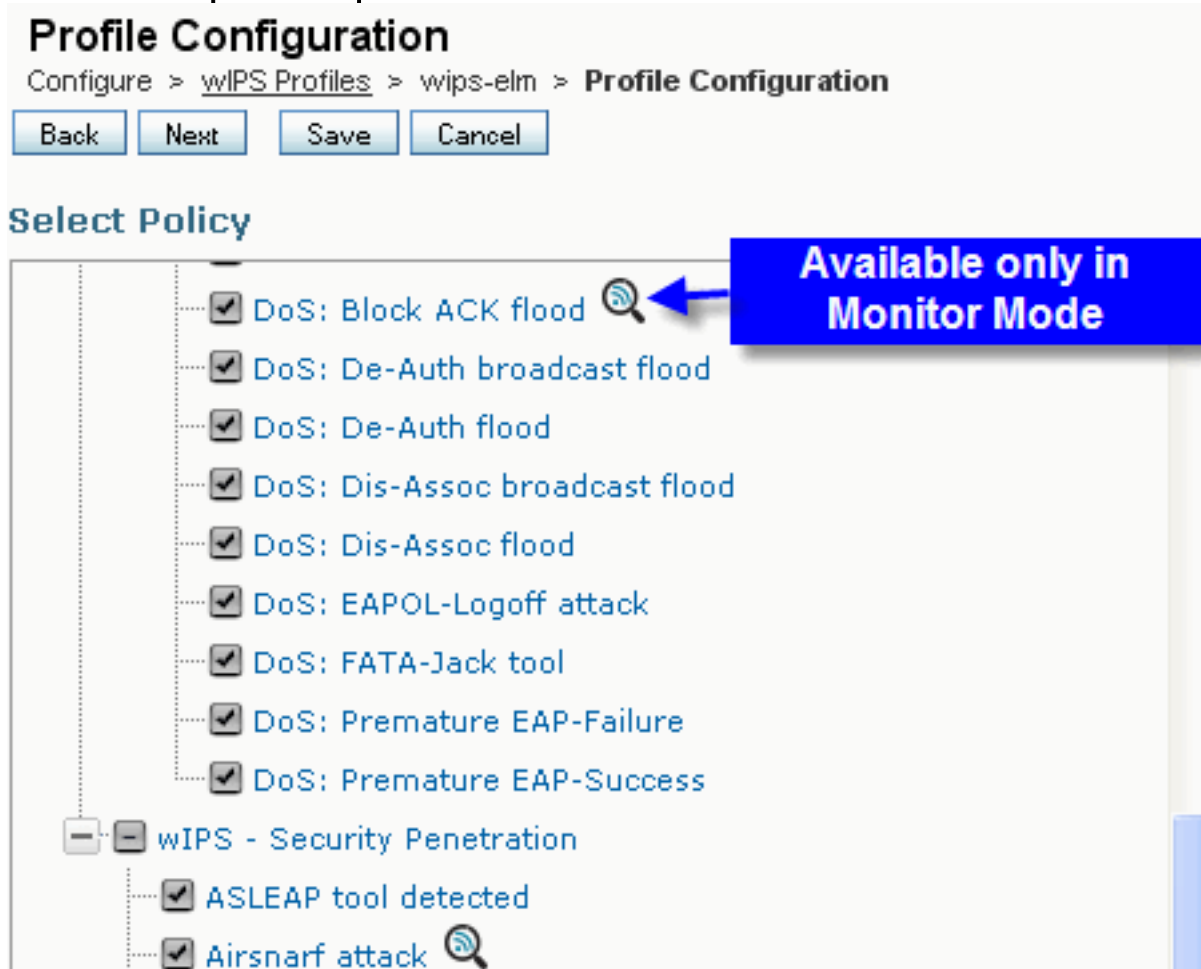 Profile Configuration
Configure > wIPS Profiles > wips-elm > Profile Configuration
Back Next Save Cancel
Select Policy
Available only in
Monitor Mode
DoS: Block ACK flood
DoS: De-Auth broadcast flood
DoS: De-Auth flood
DoS: Dis-Assoc broadcast flood
DoS: Dis-Assoc flood
DoS: EAPOL-Logoff attack
DoS: FATA-Jack tool
DoS: Premature EAP-Failure
DoS: Premature EAP-Success
wIPS - Security Penetration
ASLEAP tool detected
Airsnarf attack